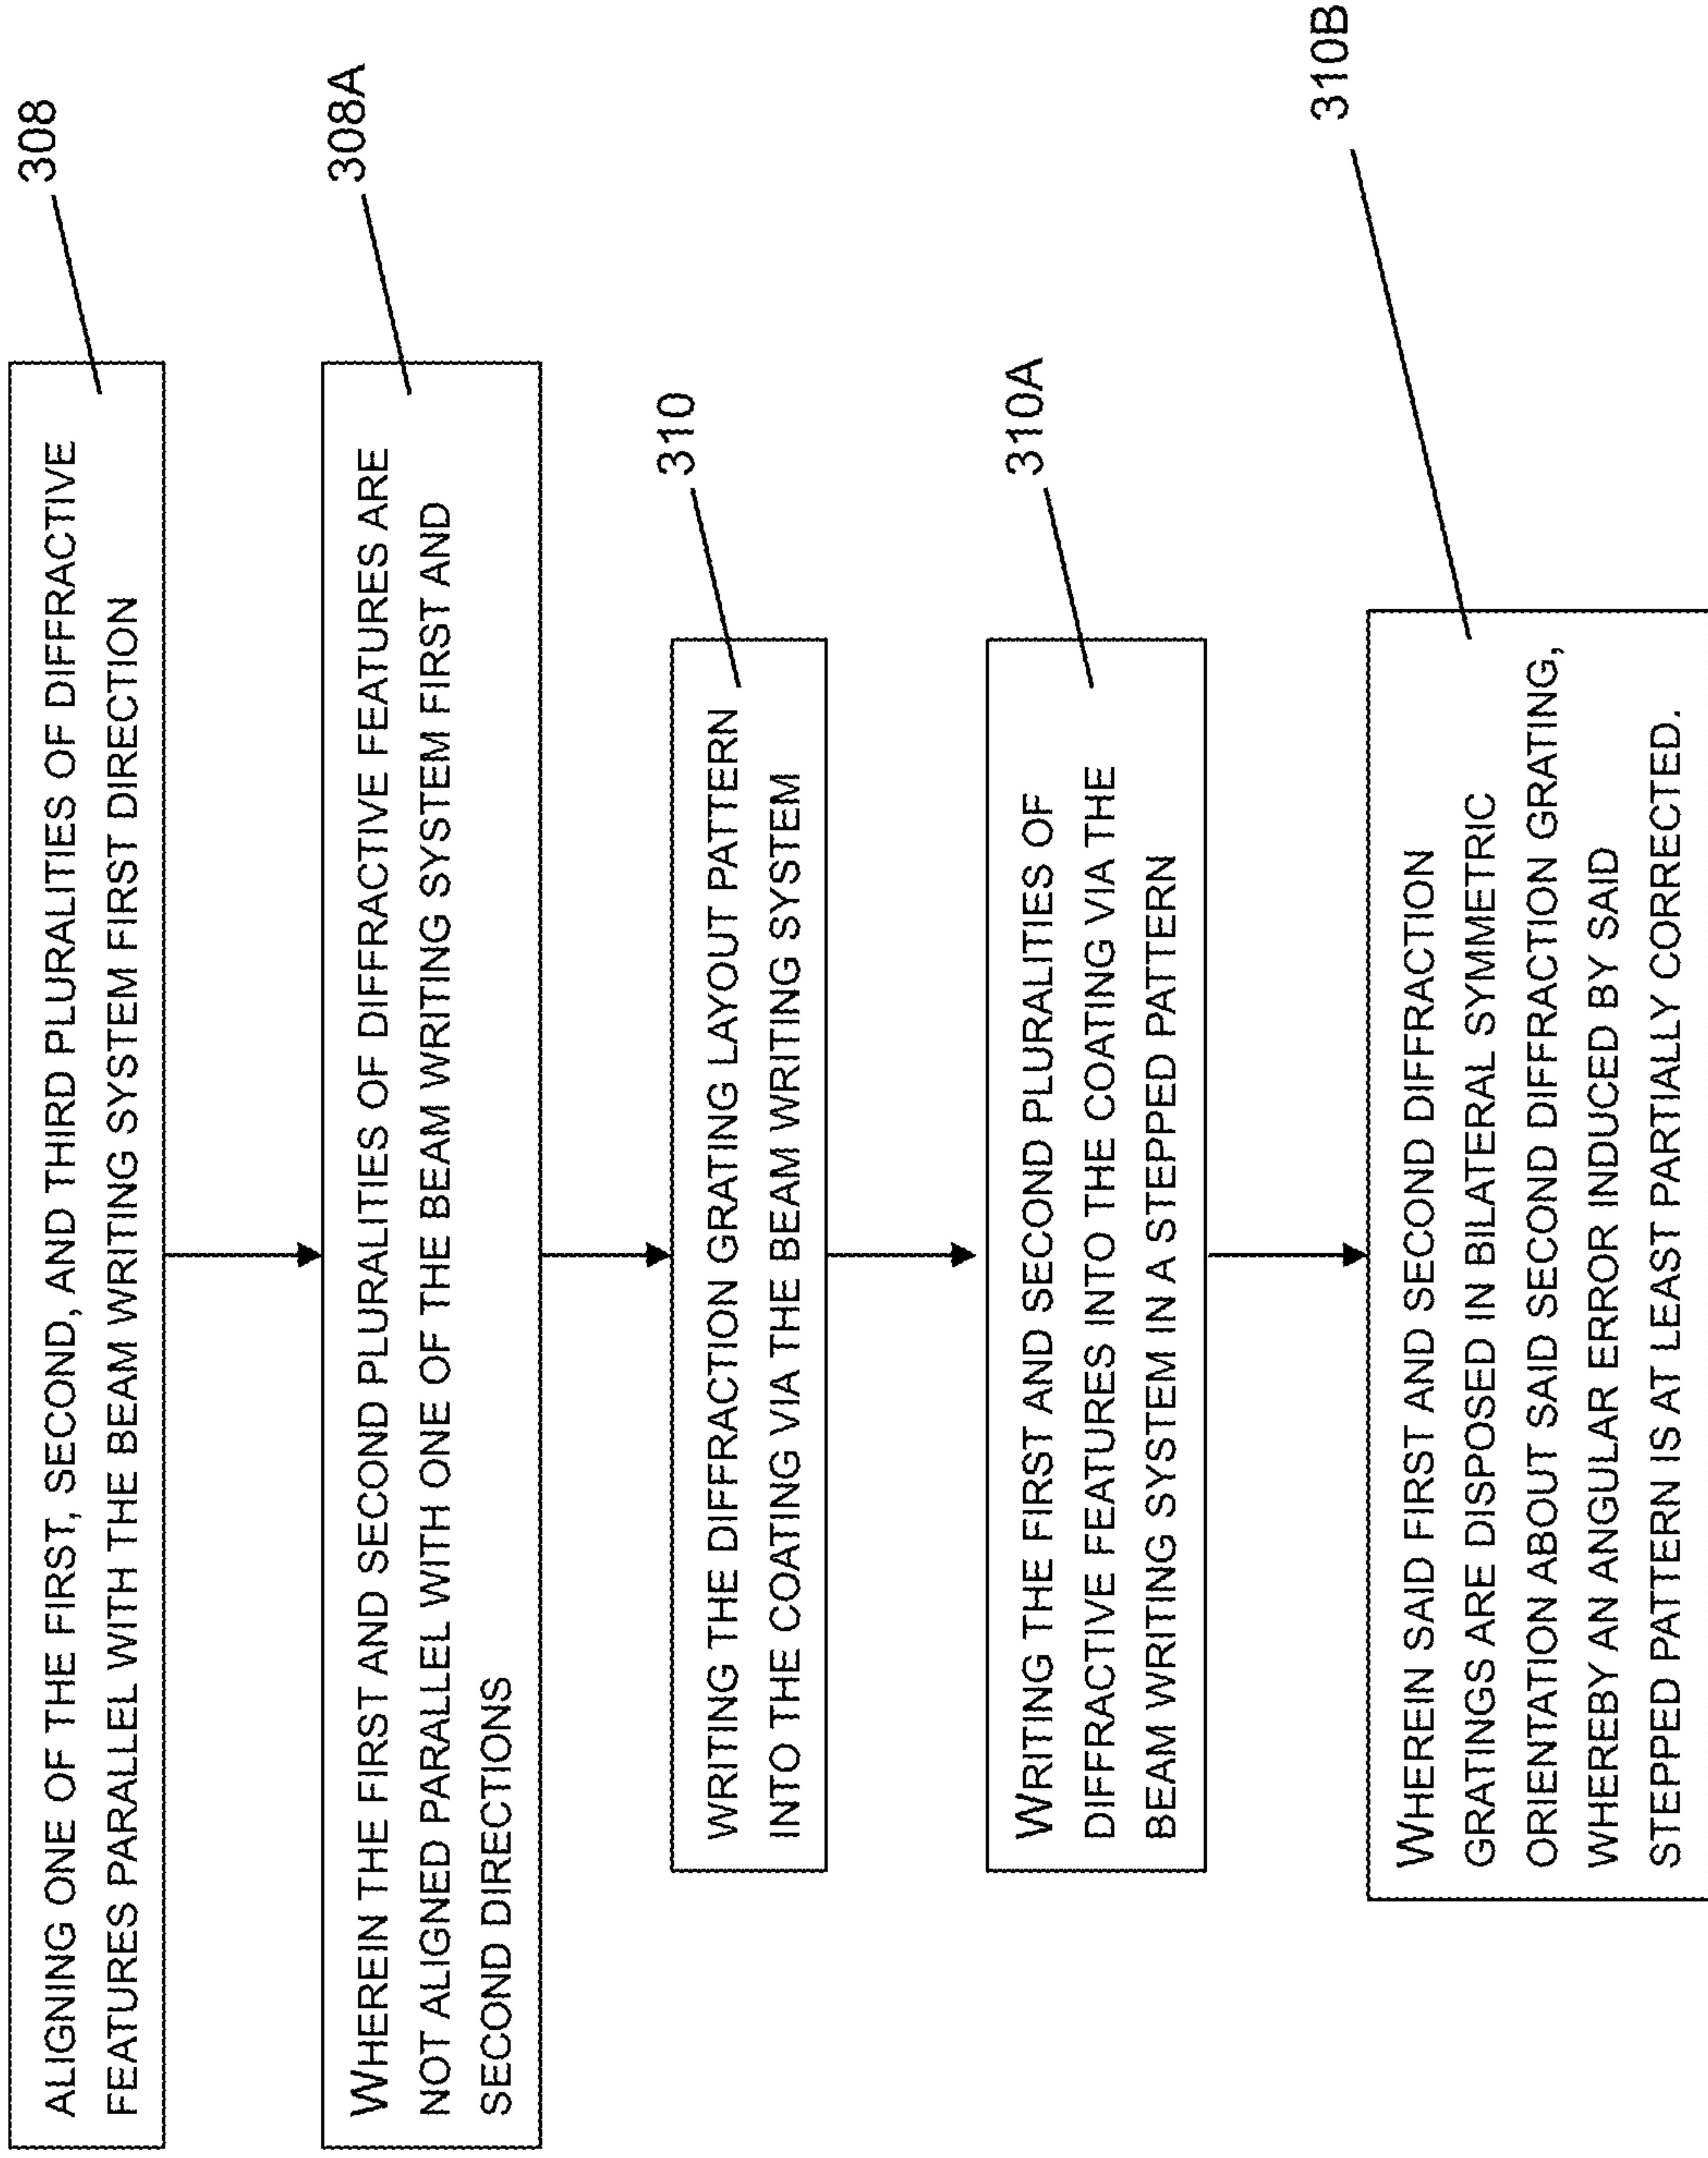 ALIGNING ONE OF THE FIRST, SECOND, AND THIRD PLURALITIES OF DIFFRACTIVE
FEATURES PARALLEL WITH THE BEAM WRITING SYSTEM FIRST DIRECTION
308
WHEREIN THE FIRST AND SECOND PLURALITIES OF DIFFRACTIVE FEATURES ARE
NOT ALIGNED PARALLEL WITH ONE OF THE BEAM WRITING SYSTEM FIRST AND
SECOND DIRECTIONS
308A
WRITING THE DIFFRACTION GRATING LAYOUT PATTERN
INTO THE COATING VIA THE BEAM WRITING SYSTEM
310
WRITING THE FIRST AND SECOND PLURALITIES OF
DIFFRACTIVE FEATURES INTO THE COATING VIA THE
BEAM WRITING SYSTEM IN A STEPPED PATTERN
310A
WHEREIN SAID FIRST AND SECOND DIFFRACTION
GRATINGS ARE DISPOSED IN BILATERAL SYMMETRIC
ORIENTATION ABOUT SAID SECOND DIFFRACTION GRATING,
WHEREBY AN ANGULAR ERROR INDUCED BY SAID
STEPPED PATTERN IS AT LEAST PARTIALLY CORRECTED.
310B